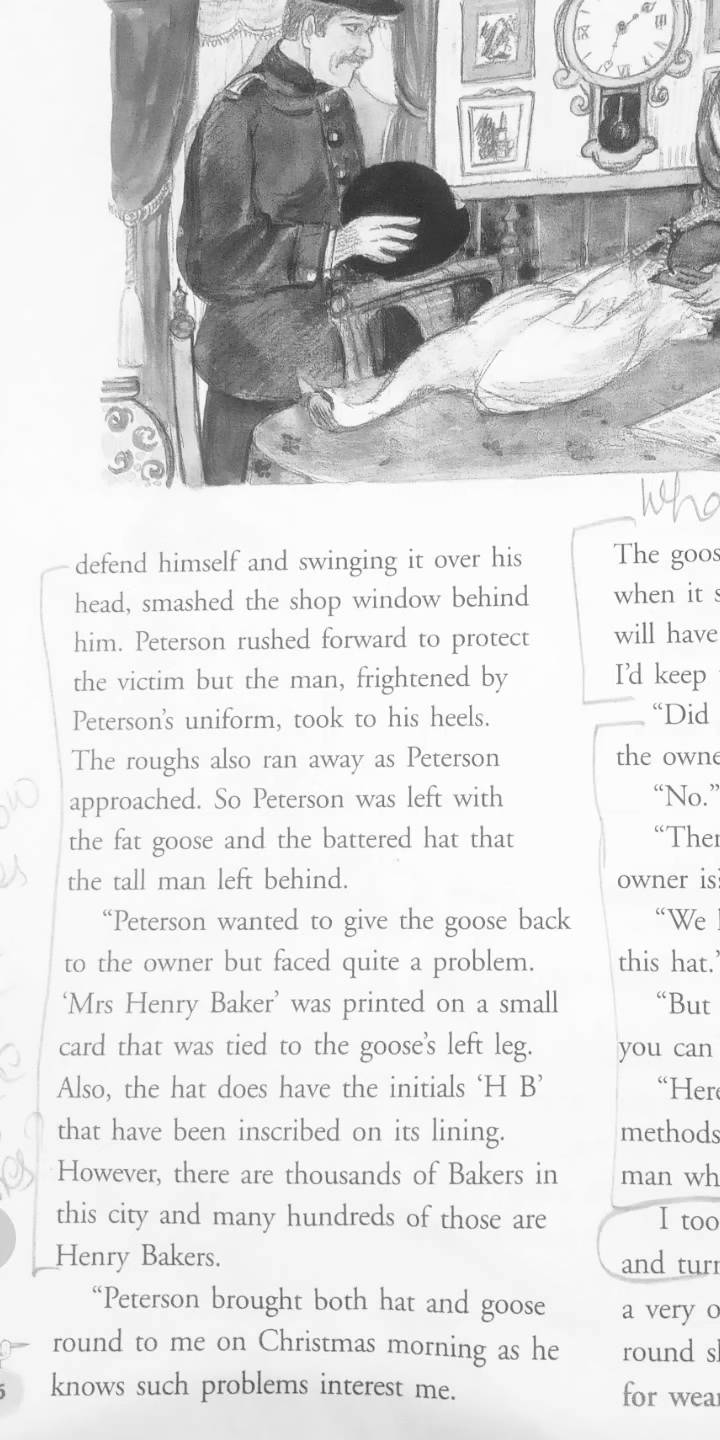 defend himself and swinging it over his
head, smashed the shop window behind
him. Peterson rushed forward to protect
the victim but the man, frightened by
Peterson's uniform, took to his heels.
The roughs also ran away as Peterson
approached. So Peterson was left with
the fat goose and the battered hat that
the tall man left behind.
“Peterson wanted to give the goose back
to the owner but faced quite a problem.
‘Mrs Henry Baker’ was printed on a small
card that was tied to the goose's left leg.
Also, the hat does have the initials ‘H B’
that have been inscribed on its lining.
However, there are thousands of Bakers in
this city and many hundreds of those are
Henry Bakers.
“Peterson brought both hat and goose
round to me on Christmas morning as he
knows such problems interest me.
The goos
when it s
will have
I'd keep
“Did
the owne
“No.”
“Ther
owner is
“We
this hat.’
“But
you can
“Here
methods
man wh
I too
and turn
a very o
round sl
for wear